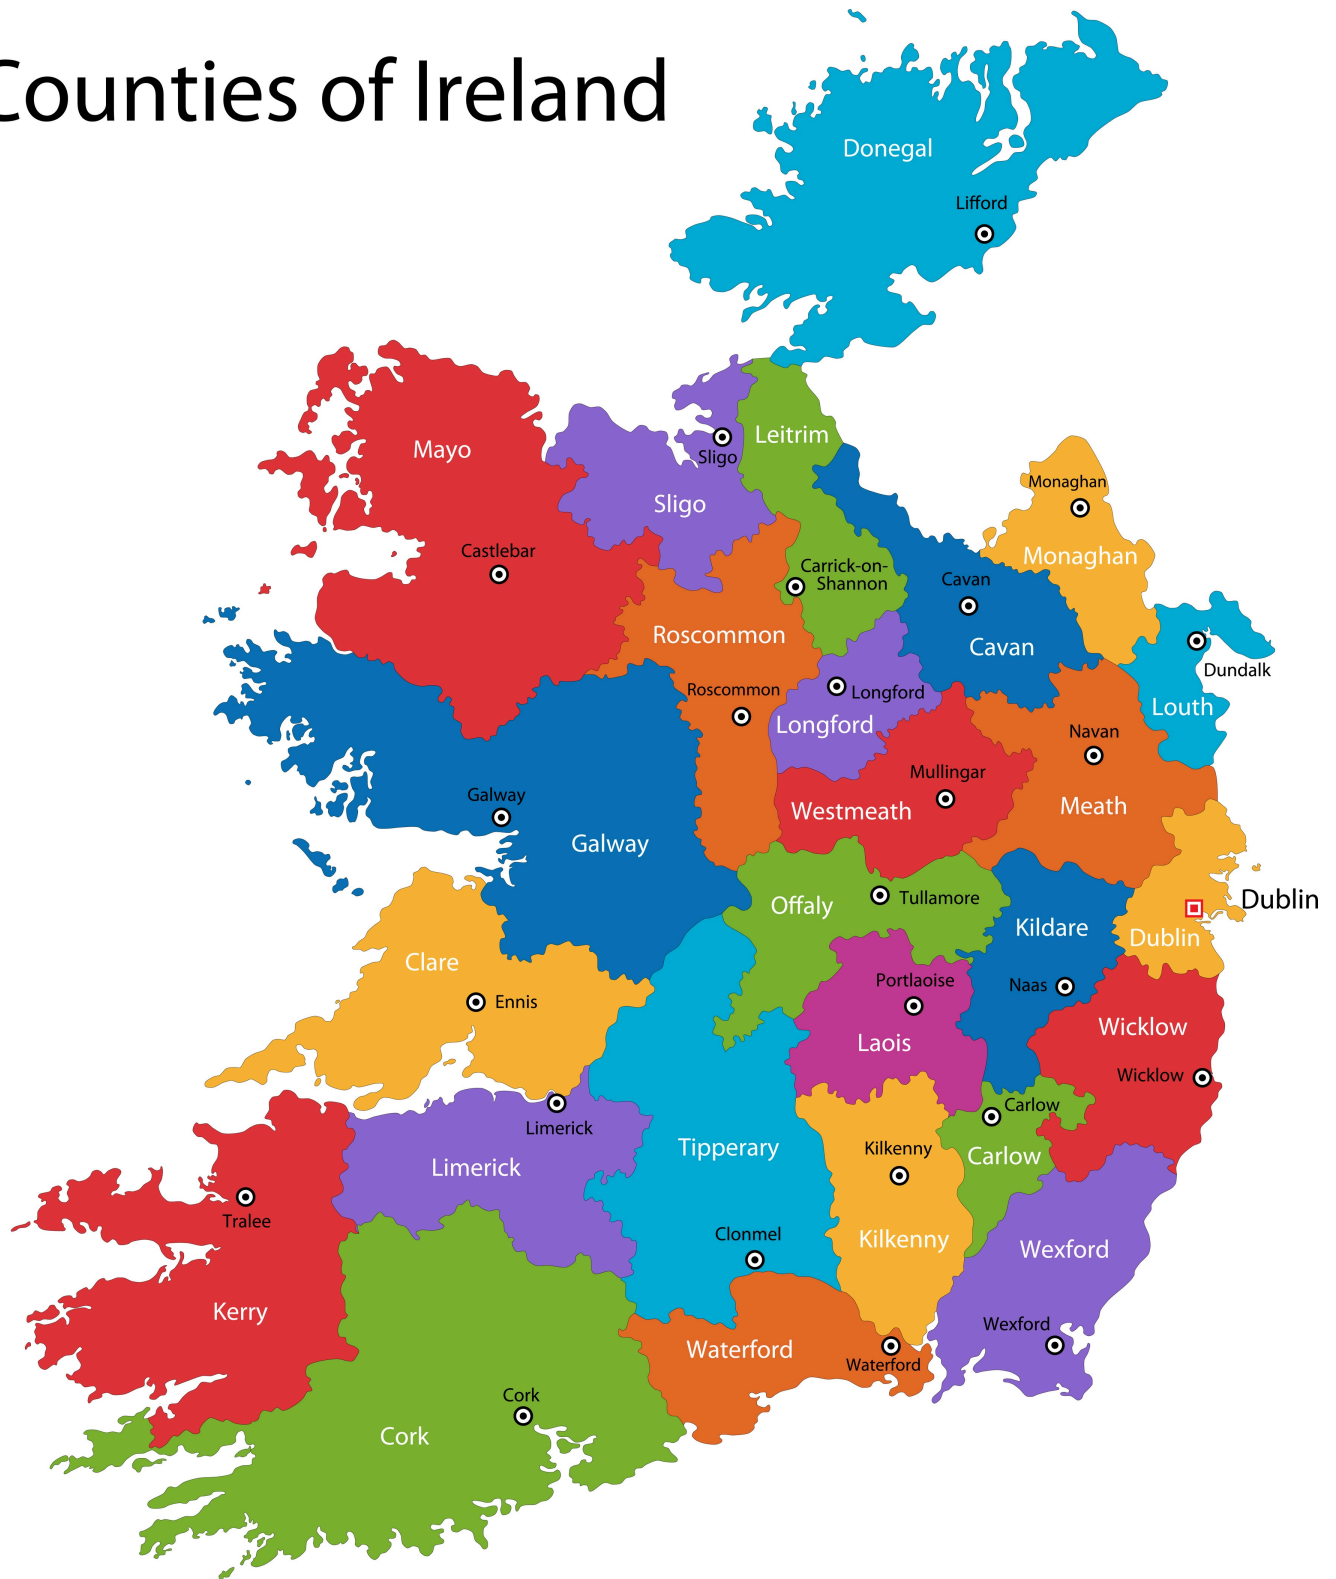 Counties of Ireland
Donegal
Lifford
Mayo
Leitrim
Sligo
Sligo
Monaghan
Monaghan
Castlebar
Carrick-on-
Shannon
Cavan
Cavan
Roscommon
Roscommon
Dundalk
Longford
Longford
Louth
Navan
Mullingar
Galway
Galway
Westmeath
Meath
Offaly
Tullamore
Dublin
Kildare
Dublin
Clare
Portlaoise
Naas
Ennis
Laois
Wicklow
Wicklow
Limerick
Limerick
Carlow
Carlow
Tipperary
Kilkenny
Kilkenny
Tralee
Clonmel
Wexford
Kerry
Wexford
Waterford
Waterford
Cork
Cork